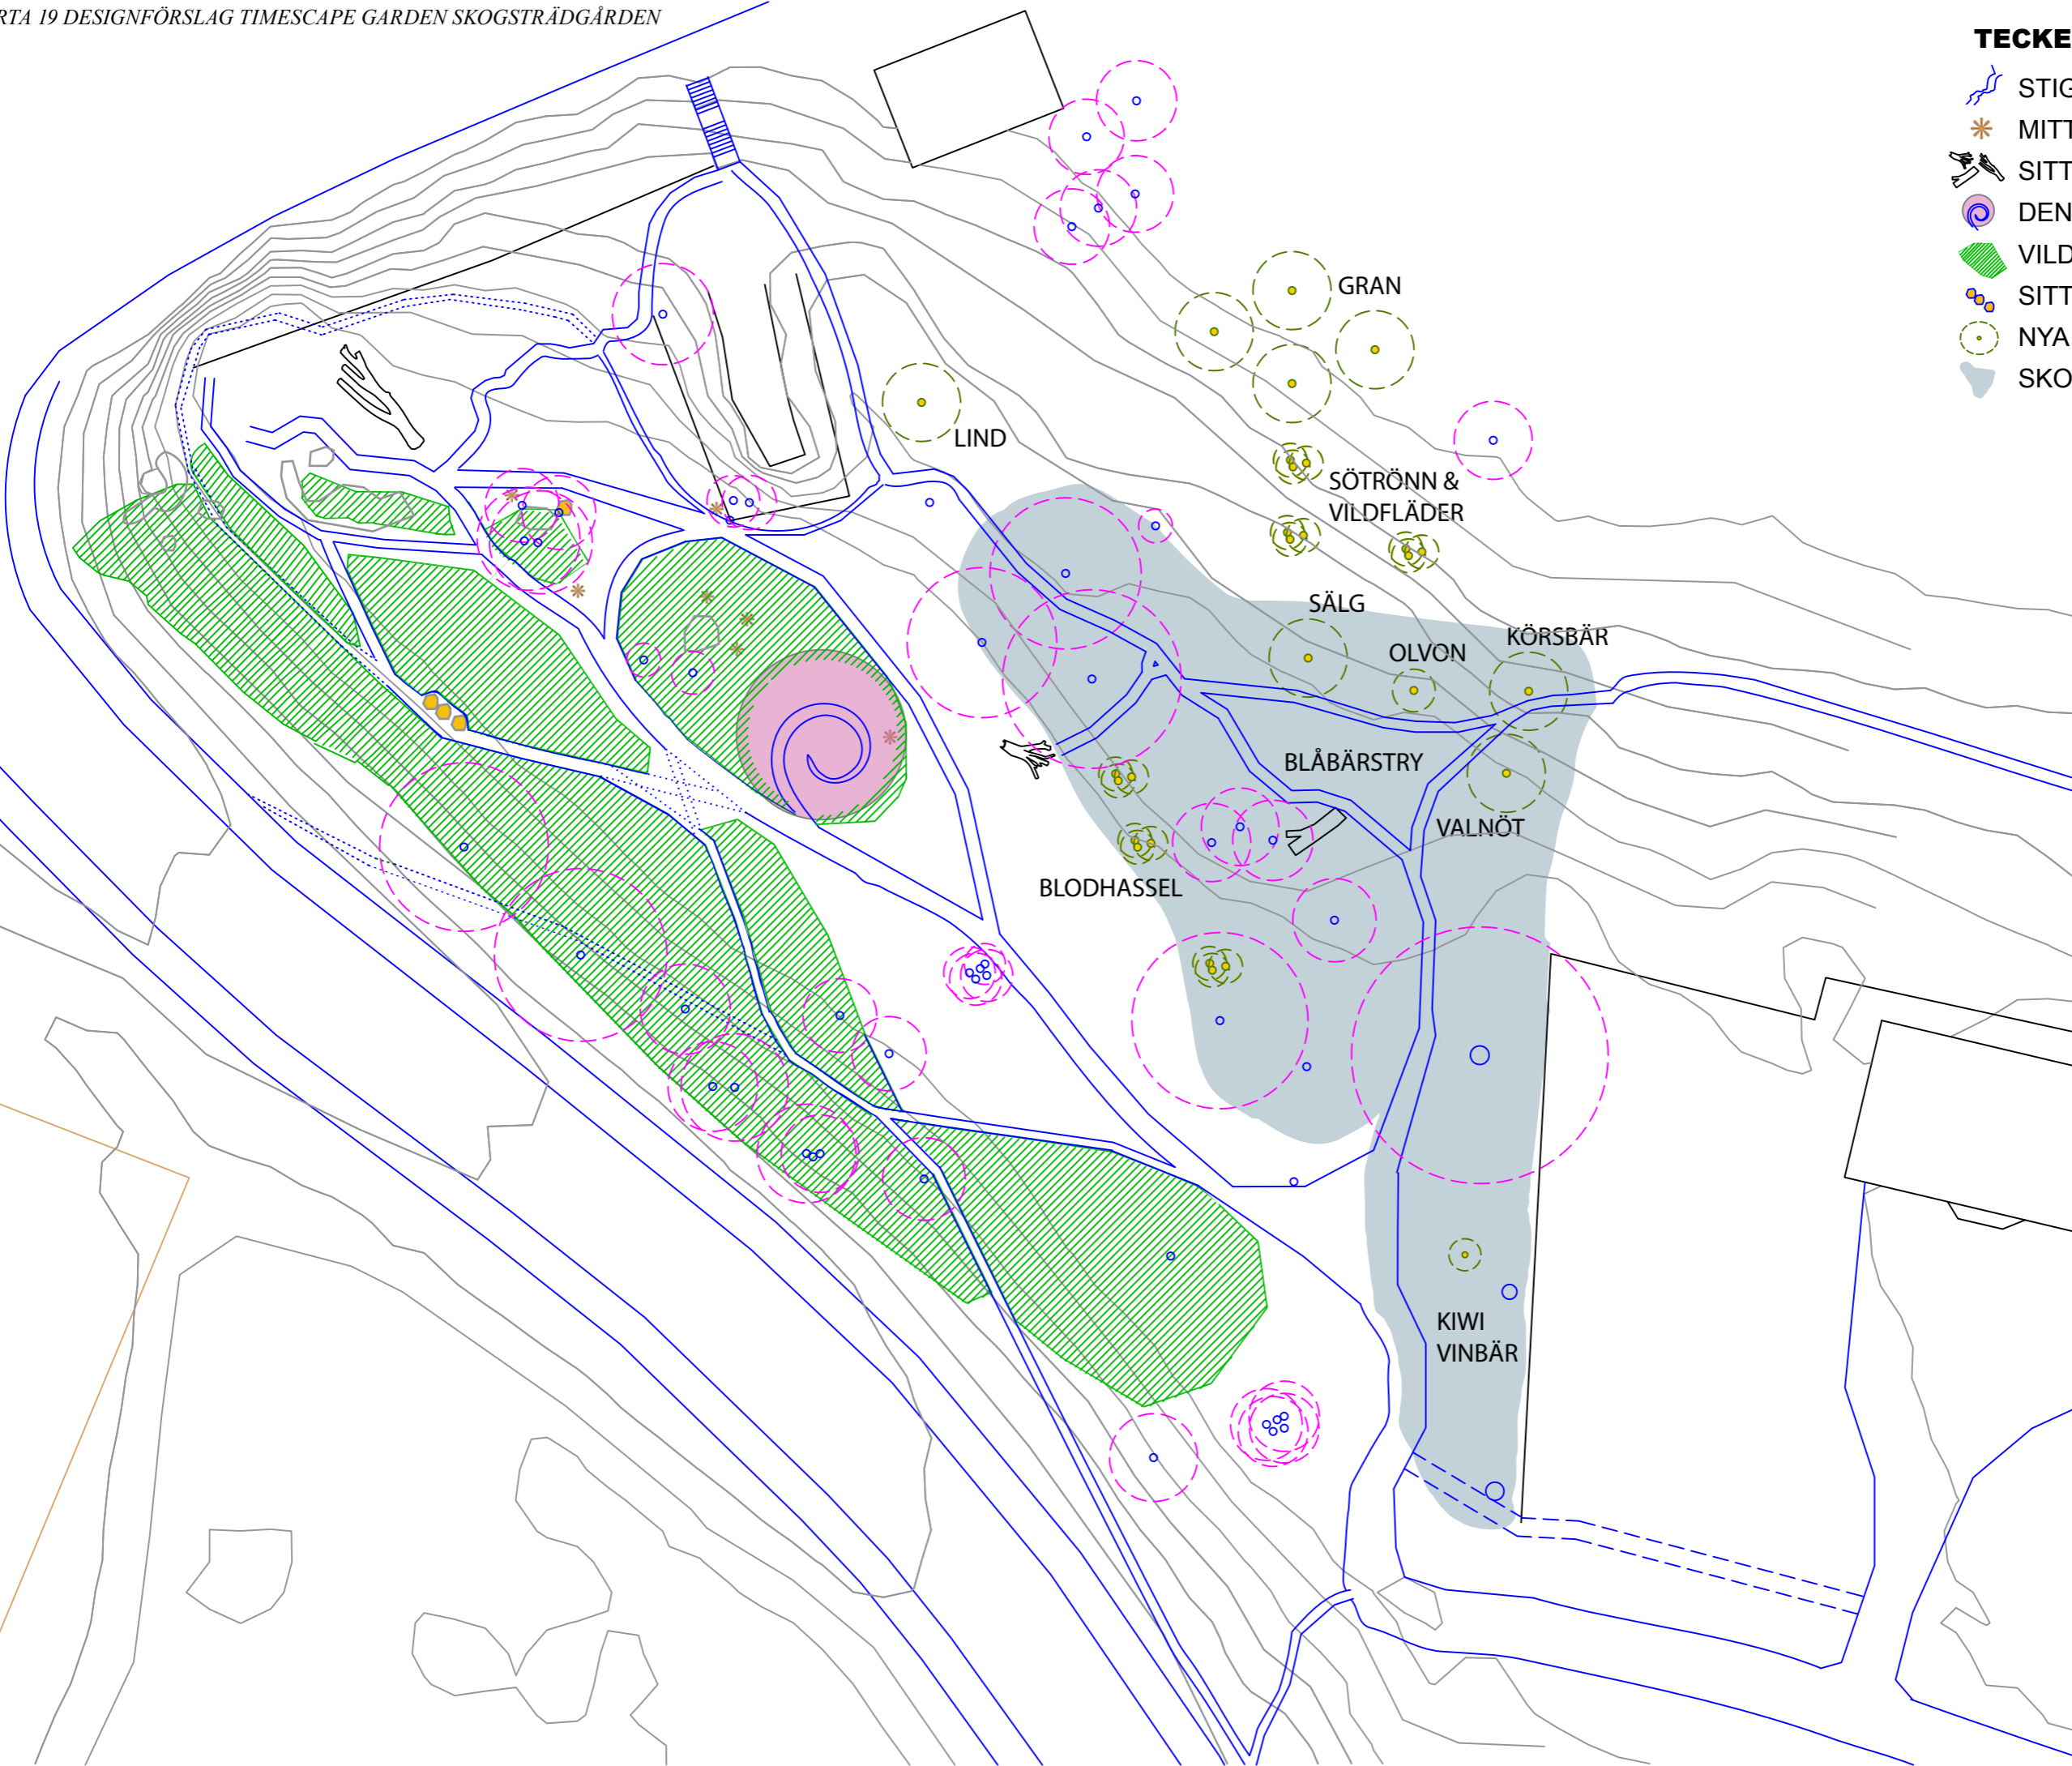 RTA 19 DESIGNFÖRSLAG TIMESCAPE GARDEN SKOGSTRÄDGÅRDEN
TECKE
STIG
MITT
SITT
DEN
VILD
SITT
NYA
SKO
GRAN
LIND
SÖTRÖNN &
VILDFLÄDER
SÄLG
OLVON
KÖRSBÄR
BLÅBÄRSTRY
VALNÖT
BLODHASSEL
KIWI
VINBÄR